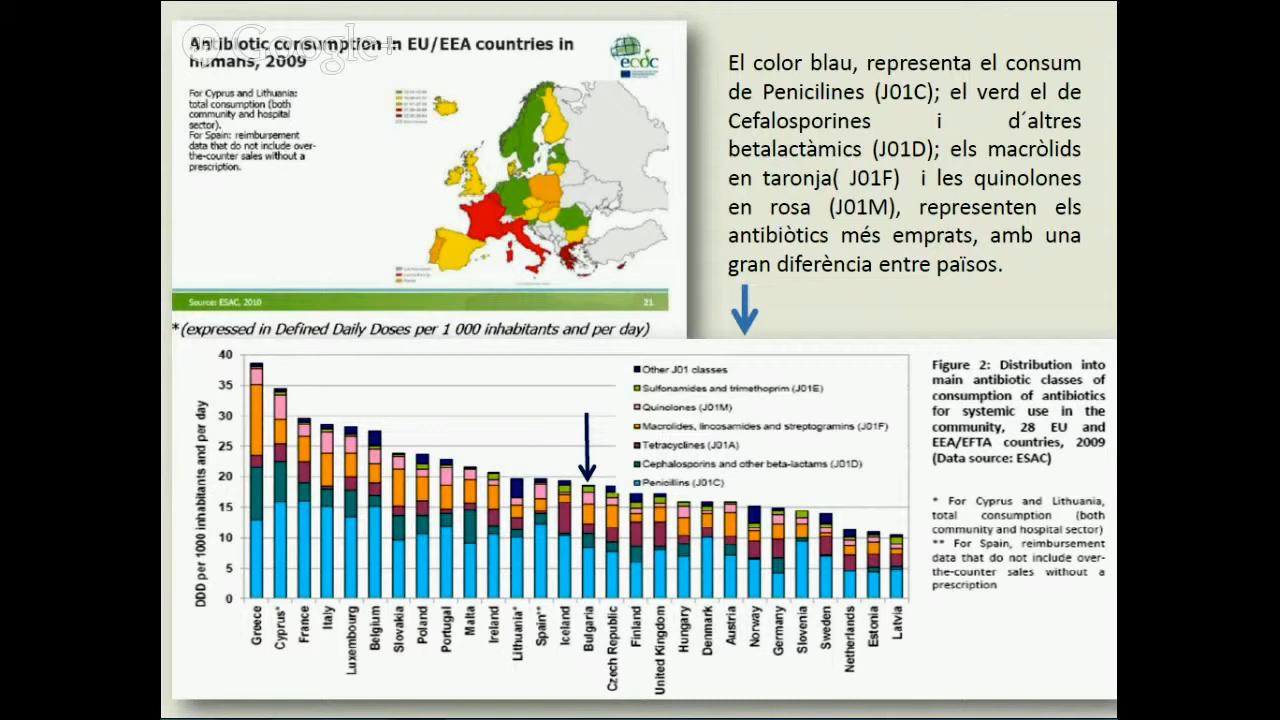 Google+
Antibiotic consumption in EU/EEA countries in
humans, 2009
ecdc
For Cyprus and Lithuania:
total consumption (both
community and hospital
sector).
For Spain: reimbursement
data that do not include over-
the-counter sales without a
prescription.
Source: ESAC, 2010
21
*(expressed in Defined Daily Doses per 1 000 inhabitants and per day)
El color blau, representa el consum
de Penicilines (J01C); el verd el de
Cefalosporines i d´altres
betalactàmics (J01D); els macròlids
en taronja( J01F) i les quinolones
en rosa (J01M), representen els
antibiòtics més emprats, amb una
gran diferència entre països.
DDD per 1000 inhabitants and per day
40
35
30
25
20
15
10
5
0
Other J01 classes
Sulfonamides and trimethoprim (J01E)
Quinolones (J01M)
Macrolides, lincosamides and streptogramins (J01F)
Tetracyclines (J01A)
Cephalosporins and other beta-lactams (J01D)
Penicillins (J01C)
Greece
Cyprus*
France
Italy
Luxembourg
Belgium
Slovakia
Poland
Portugal
Malta
Ireland
Lithuania*
Spain**
Iceland
Bulgaria
Czech Republic
Finland
United Kingdom
Hungary
Denmark
Austria
Norway
Germany
Slovenia
Sweden
Netherlands
Estonia
Latvia
Figure 2: Distribution into
main antibiotic classes of
consumption of antibiotics
for systemic use in the
community, 28 EU and
EEA/EFTA countries, 2009
(Data source: ESAC)
* For Cyprus and Lithuania,
total consumption (both
community and hospital sector)
** For Spain, reimbursement
data that do not include over-
the-counter sales without a
prescription